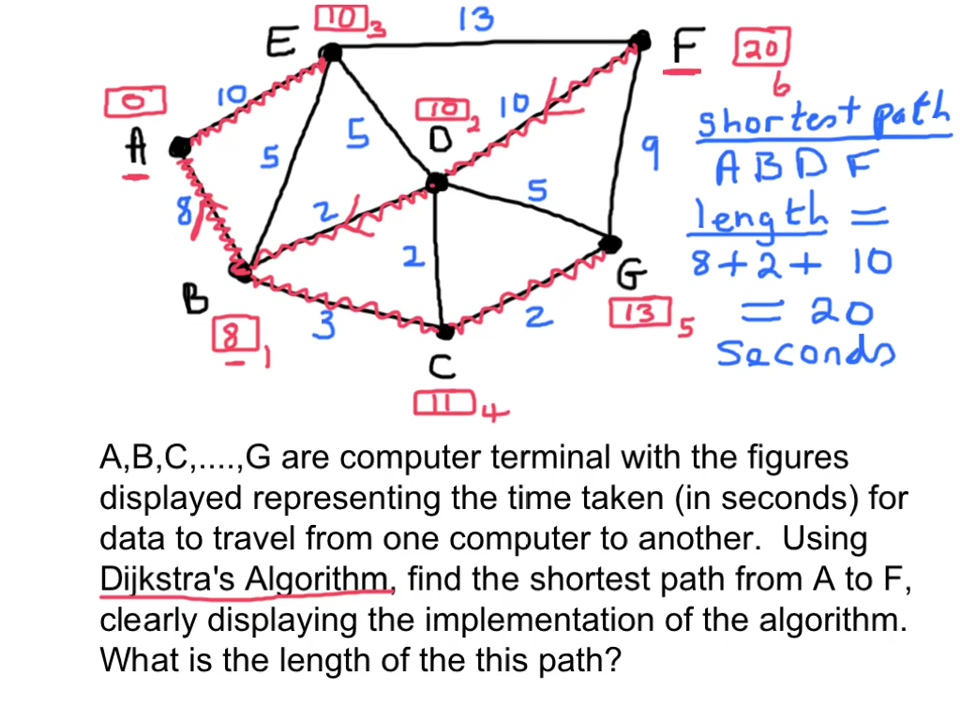 10 3
13
E
F
20
6
0
10
A
5
5
10 2
D
10
9
shortest path
A B D F
8
2
5
length =
8+2+ 10
2
G
B
= 20
8 1
3
2
13 5
seconds
C
11 4
A,B,C,....,G are computer terminal with the figures
displayed representing the time taken (in seconds) for
data to travel from one computer to another. Using
Dijkstra's Algorithm, find the shortest path from A to F,
clearly displaying the implementation of the algorithm.
What is the length of the this path?